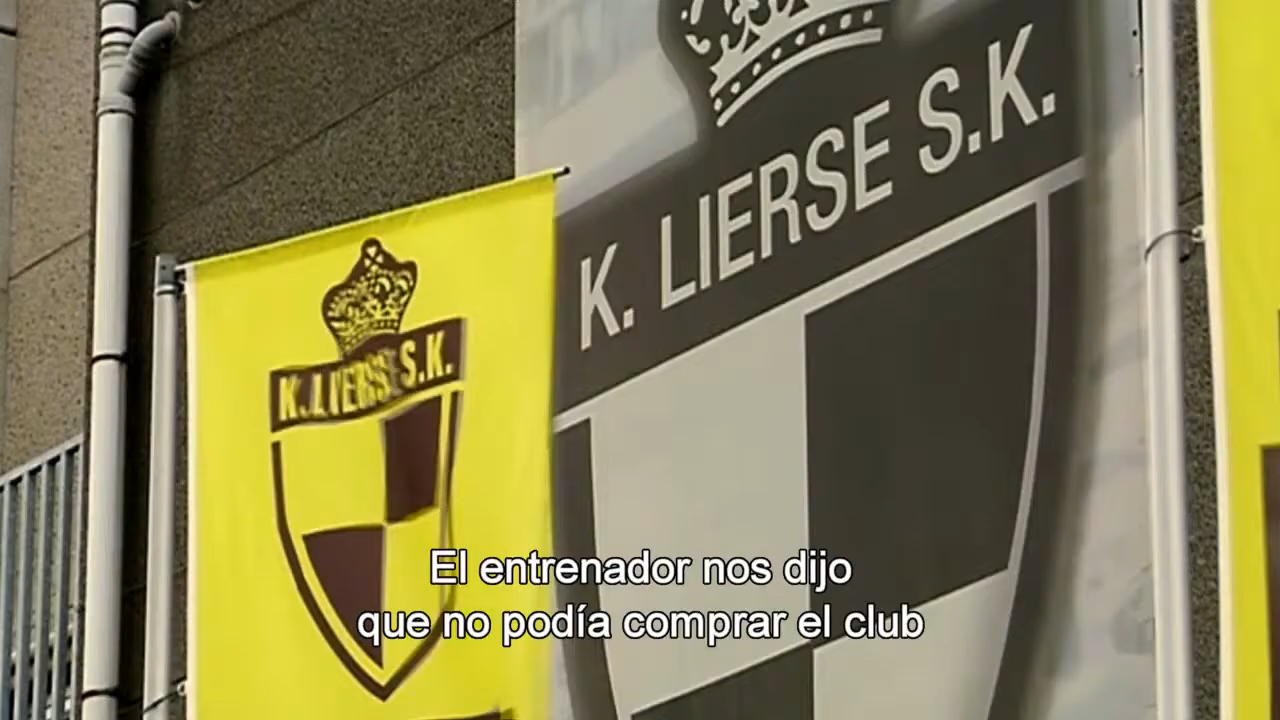 K. LIERSE S.K.
K. LIERSE S.K.
El entrenador nos dijo
que no podía comprar el club